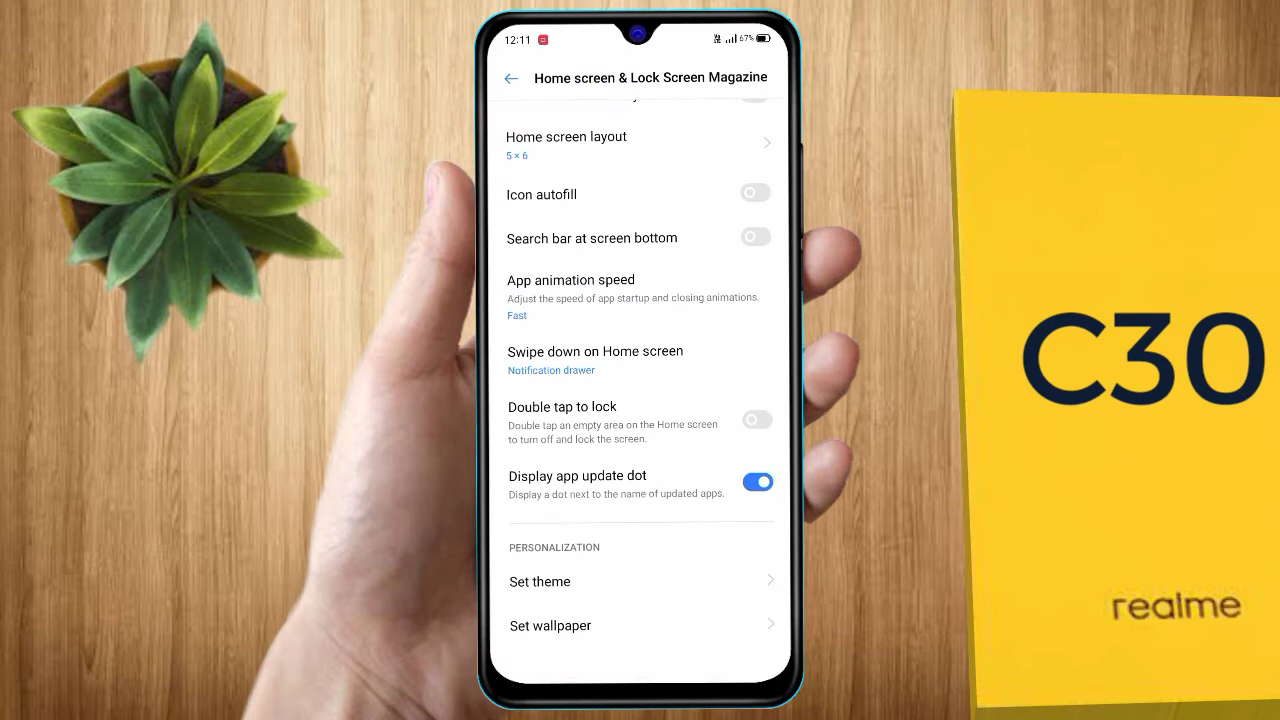 12:11
67%
Home screen & Lock Screen Magazine
Home screen layout
5 × 6
Icon autofill
Search bar at screen bottom
App animation speed
Adjust the speed of app startup and closing animations.
Fast
Swipe down on Home screen
Notification drawer
Double tap to lock
Double tap an empty area on the Home screen
to turn off and lock the screen.
Display app update dot
Display a dot next to the name of updated apps.
PERSONALIZATION
Set theme
Set wallpaper
C30
realme